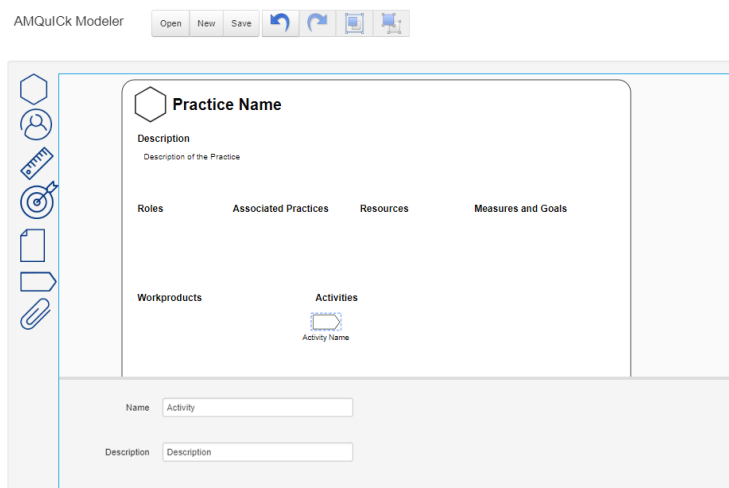 AMQuICk Modeler
Open New Save
Practice Name
Description
Description of the Practice
Roles Associated Practices Resources Measures and Goals
Workproducts Activities
Activity Name
Name Activity
Description Description